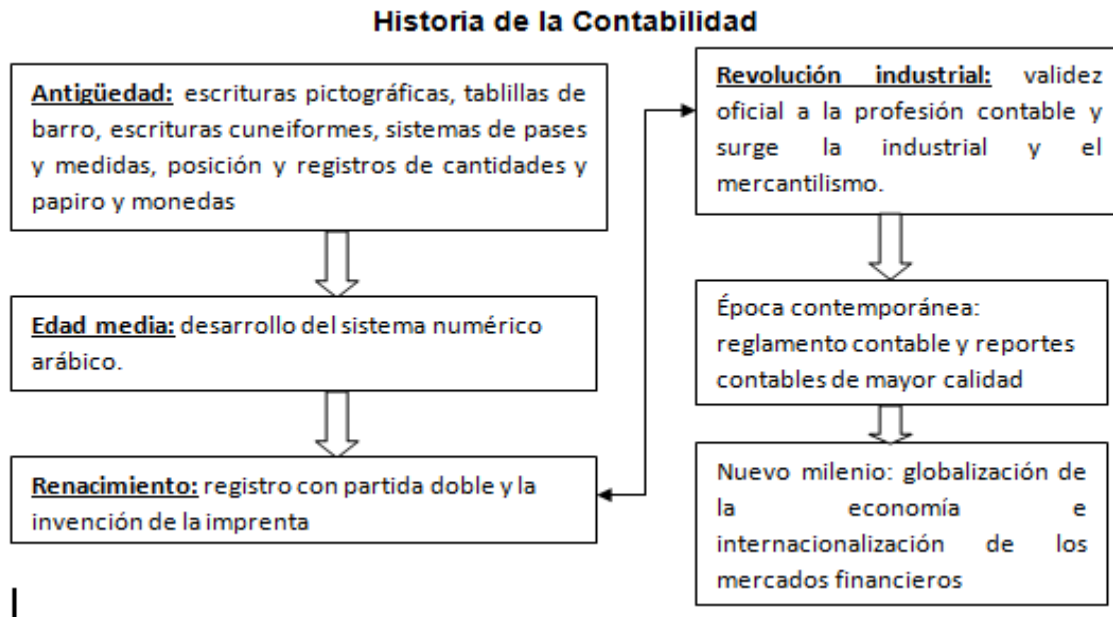 Historia de la Contabilidad
Antigüedad: escrituras pictográficas, tablillas de
barro, escrituras cuneiformes, sistemas de pases
y medidas, posición y registros de cantidades y
papiro y monedas
Edad media: desarrollo del sistema numérico
arábico.
Renacimiento: registro con partida doble y la
invención de la imprenta
Revolución industrial: validez
oficial a la profesión contable y
surge la industrial y el
mercantilismo.
Época contemporánea:
reglamento contable y reportes
contables de mayor calidad
Nuevo milenio: globalización de
la economía e
internacionalización de los
mercados financieros